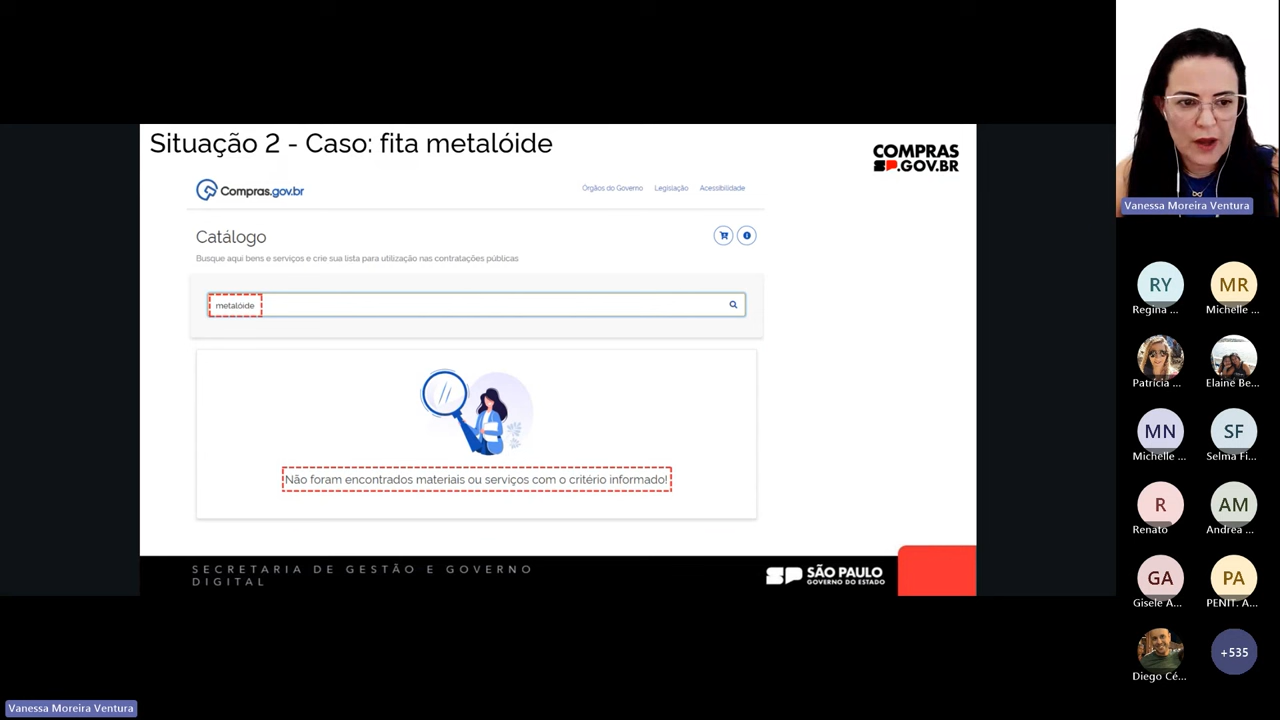 Situação 2 - Caso: fita metalóide
COMPRAS
SP.GOV.BR
Compras.gov.br
Órgãos do Governo Legislação Acessibilidade
Catálogo
Busque aqui bens e serviços e crie sua lista para utilização nas contratações públicas
metalóide
Não foram encontrados materiais ou serviços com o critério informado!
SECRETARIA DE GESTÃO E GOVERNO
DIGITAL
SP SÃO PAULO
GOVERNO DO ESTADO
Vanessa Moreira Ventura
RY MR
Regina ... Michelle ...
Patrícia ... Elaine Be...
MN SF
Michelle ... Selma Fi...
R AM
Renato Andrea ...
GA PA
Gisele A... PENIT. A...
+535
Diego Cé...
Vanessa Moreira Ventura